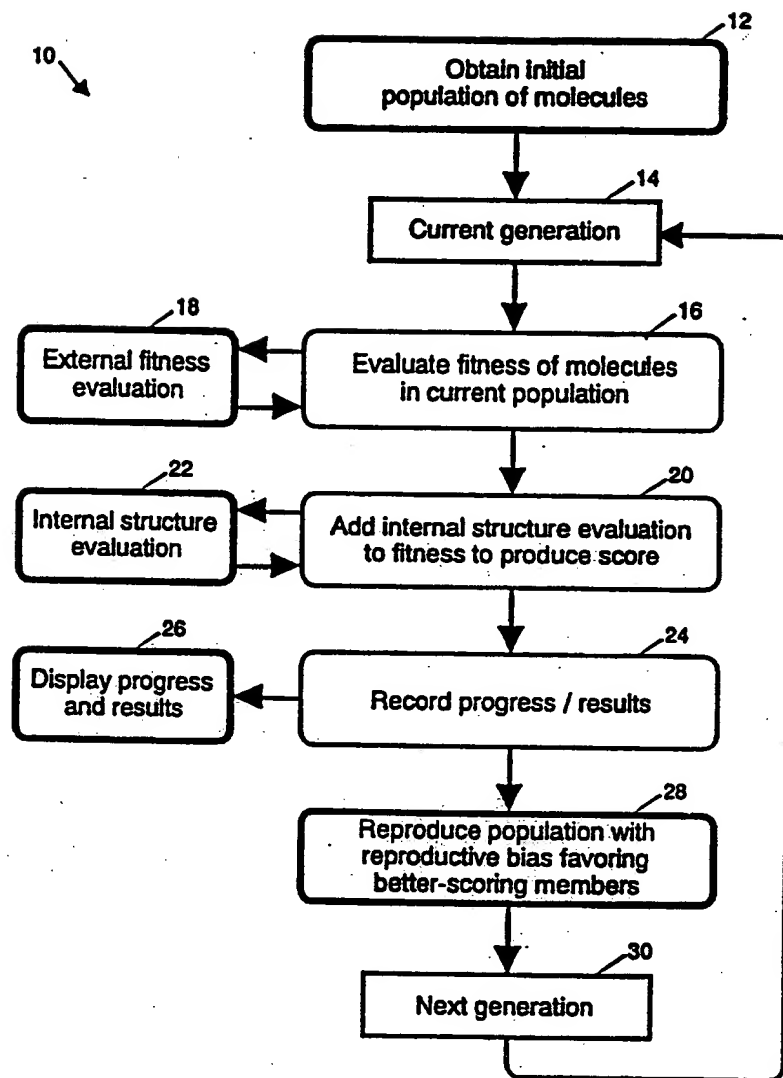 12
10
Obtain initial
population of molecules
14
Current generation
18
16
External fitness
evaluation
Evaluate fitness of molecules
in current population
22
20
Internal structure
evaluation
Add internal structure evaluation
to fitness to produce score
26
24
Display progress
and results
Record progress / results
28
Reproduce population with
reproductive bias favoring
better-scoring members
30
Next generation